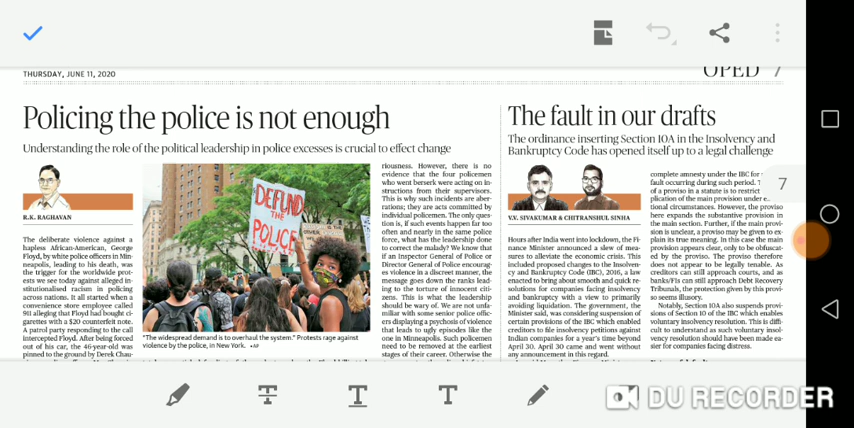 THURSDAY, JUNE 11, 2020
OPED 7
Policing the police is not enough
Understanding the role of the political leadership in police excesses is crucial to effect change
R.K. RAGHAVAN
The deliberate violence against a
hapless African-American, George
Floyd, by white police officers in Min-
neapolis, leading to his death, was
the trigger for the worldwide protests
we see today against alleged in-
stitutionalised racism in policing
across nations. It all started when a
convenience store employee called
911 alleging that Floyd had bought ci-
garettes with a $20 counterfeit note.
A patrol party responding to the call
intercepted Floyd. After being forced
out of his car, the 46-year-old was
pinned to the ground by Derek Chau-
DEFUND
THE
POLICE
"The widespread demand is to overhaul the system." Protests rage against
violence by the police, in New York. •AP
riousness. However, there is no
evidence that the four policemen
who went berserk were acting on in-
structions from their supervisors.
This is why such incidents are aber-
rations; they are acts committed by
individual policemen. The only ques-
tion is, if such events happen far too
often and nearly in the same police
force, what has the leadership done
to correct the malady? We know that
if an Inspector General of Police or
Director General of Police encourag-
es violence in a discreet manner, the
message goes down the ranks lead-
ing to the torture of innocent citi-
zens. This is what the leadership
should be wary of. We are not unfa-
miliar with some senior police offic-
ers displaying a psychosis of violence
that leads to ugly episodes like the
one in Minneapolis. Such policemen
need to be removed at the earliest
stages of their career. Otherwise the
The fault in our drafts
The ordinance inserting Section 10A in the Insolvency and
Bankruptcy Code has opened itself up to a legal challenge
V.V. SIVAKUMAR & CHITRANSHUL SINHA
Hours after India went into lockdown, the Fi-
nance Minister announced a slew of mea-
sures to alleviate the economic crisis. This
included proposed changes to the Insolven-
cy and Bankruptcy Code (IBC), 2016, a law
enacted to bring about smooth and quick re-
solutions for companies facing insolvency
and bankruptcy with a view to primarily
avoiding liquidation. The government, the
Minister said, was considering suspension of
certain provisions of the IBC which enabled
creditors to file insolvency petitions against
Indian companies for a year's time beyond
April 30. April 30 came and went without
any announcement in this regard.
complete amnesty under the IBC for
fault occurring during such period.
of a proviso in a statute is to restrict
plication of the main provision under
tional circumstances. However, the proviso
here expands the substantive provision in
the main section. Further, if the main provi-
sion is unclear, a proviso may be given to ex-
plain its true meaning. In this case the main
provision appears clear, only to be obfuscat-
ed by the proviso. The proviso therefore
does not appear to be legally tenable. As
creditors can still approach courts, and as
banks/FIs can still approach Debt Recovery
Tribunals, the protection given by this provi-
so seems illusory.
Notably, Section 10A also suspends provi-
sions of Section 10 of the IBC which enables
voluntary insolvency resolution. This is diffi-
cult to understand as such voluntary insol-
vency resolution should have been made ea-
sier for companies facing distress.
7
T
T
T
DU RECORDER